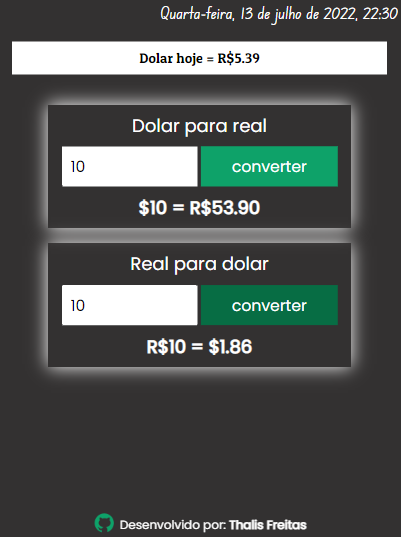 Quarta-feira, 13 de julho de 2022, 22:30
Dolar hoje = R$5.39
Dolar para real
10 converter
$10 = R$53.90
Real para dolar
10 converter
R$10 = $1.86
Desenvolvido por: Thalis Freitas